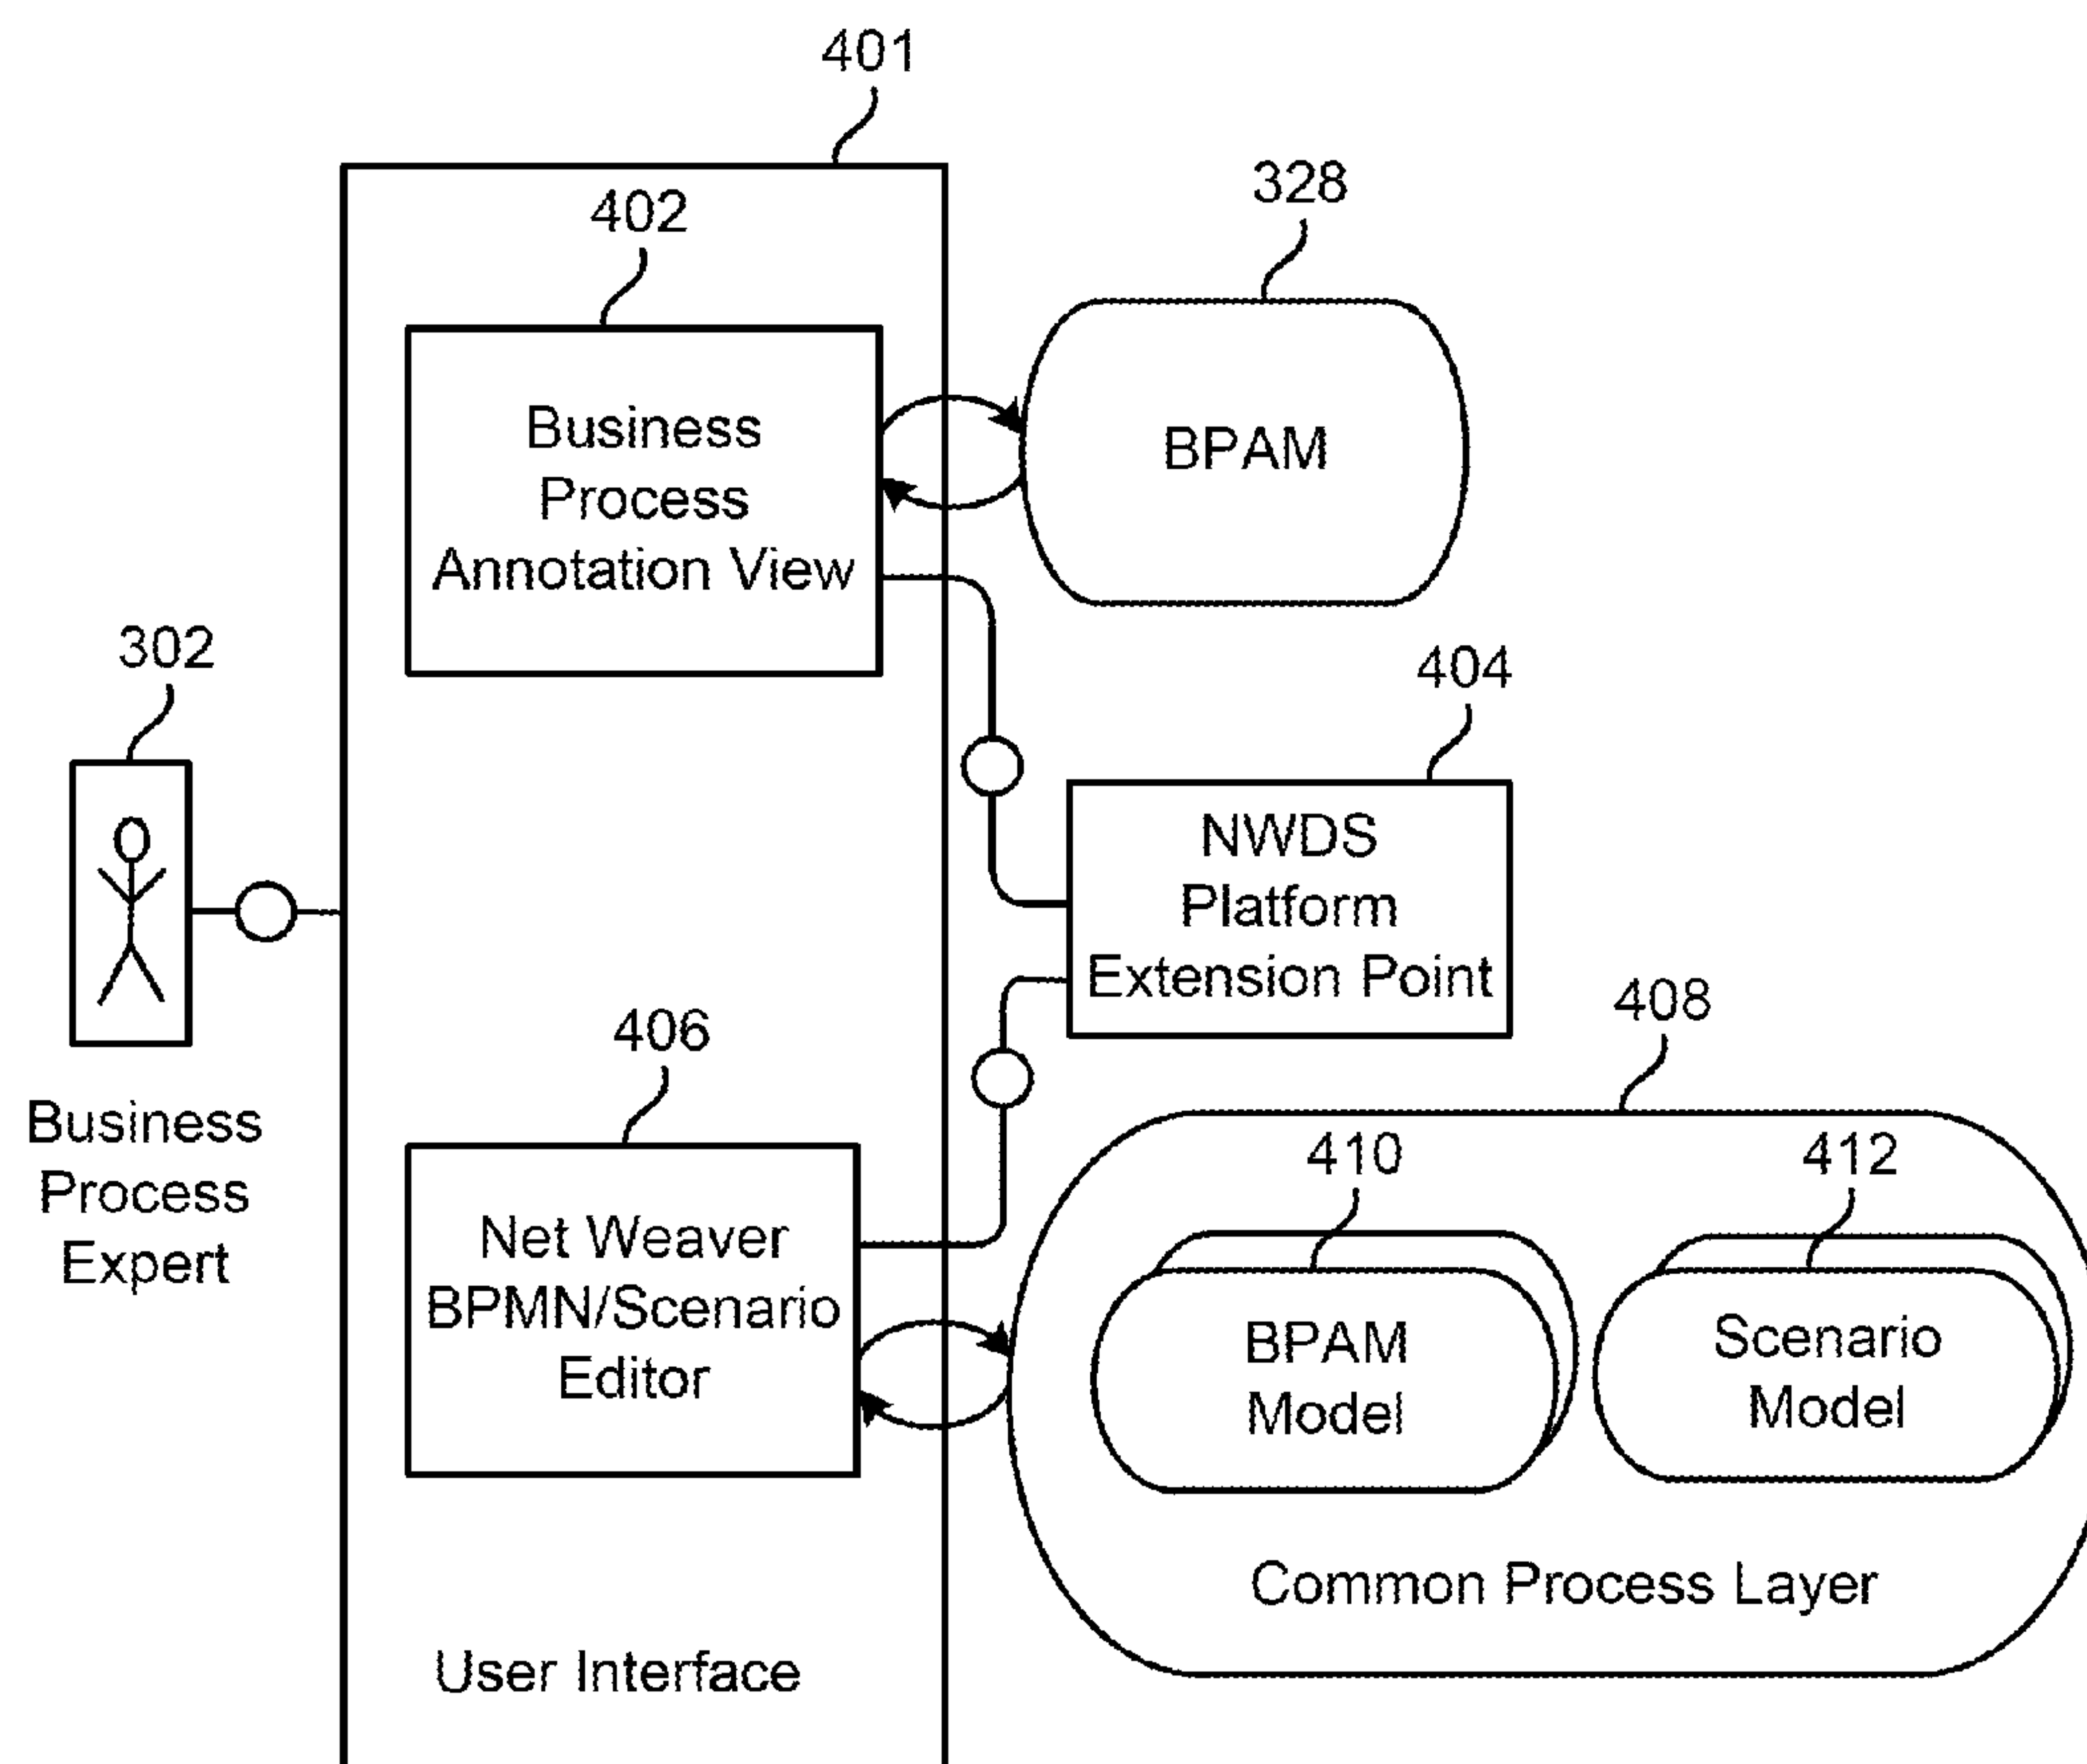 401
402
328
Business
Process
Annotation View
BPAM
302
404
NWDS
Platform
Extension Point
408
406
Business
Process
Expert
410
412
Net Weaver
BPMN/Scenario
Editor
BPAM
Model
Scenario
Model
Common Process Layer
User Interface